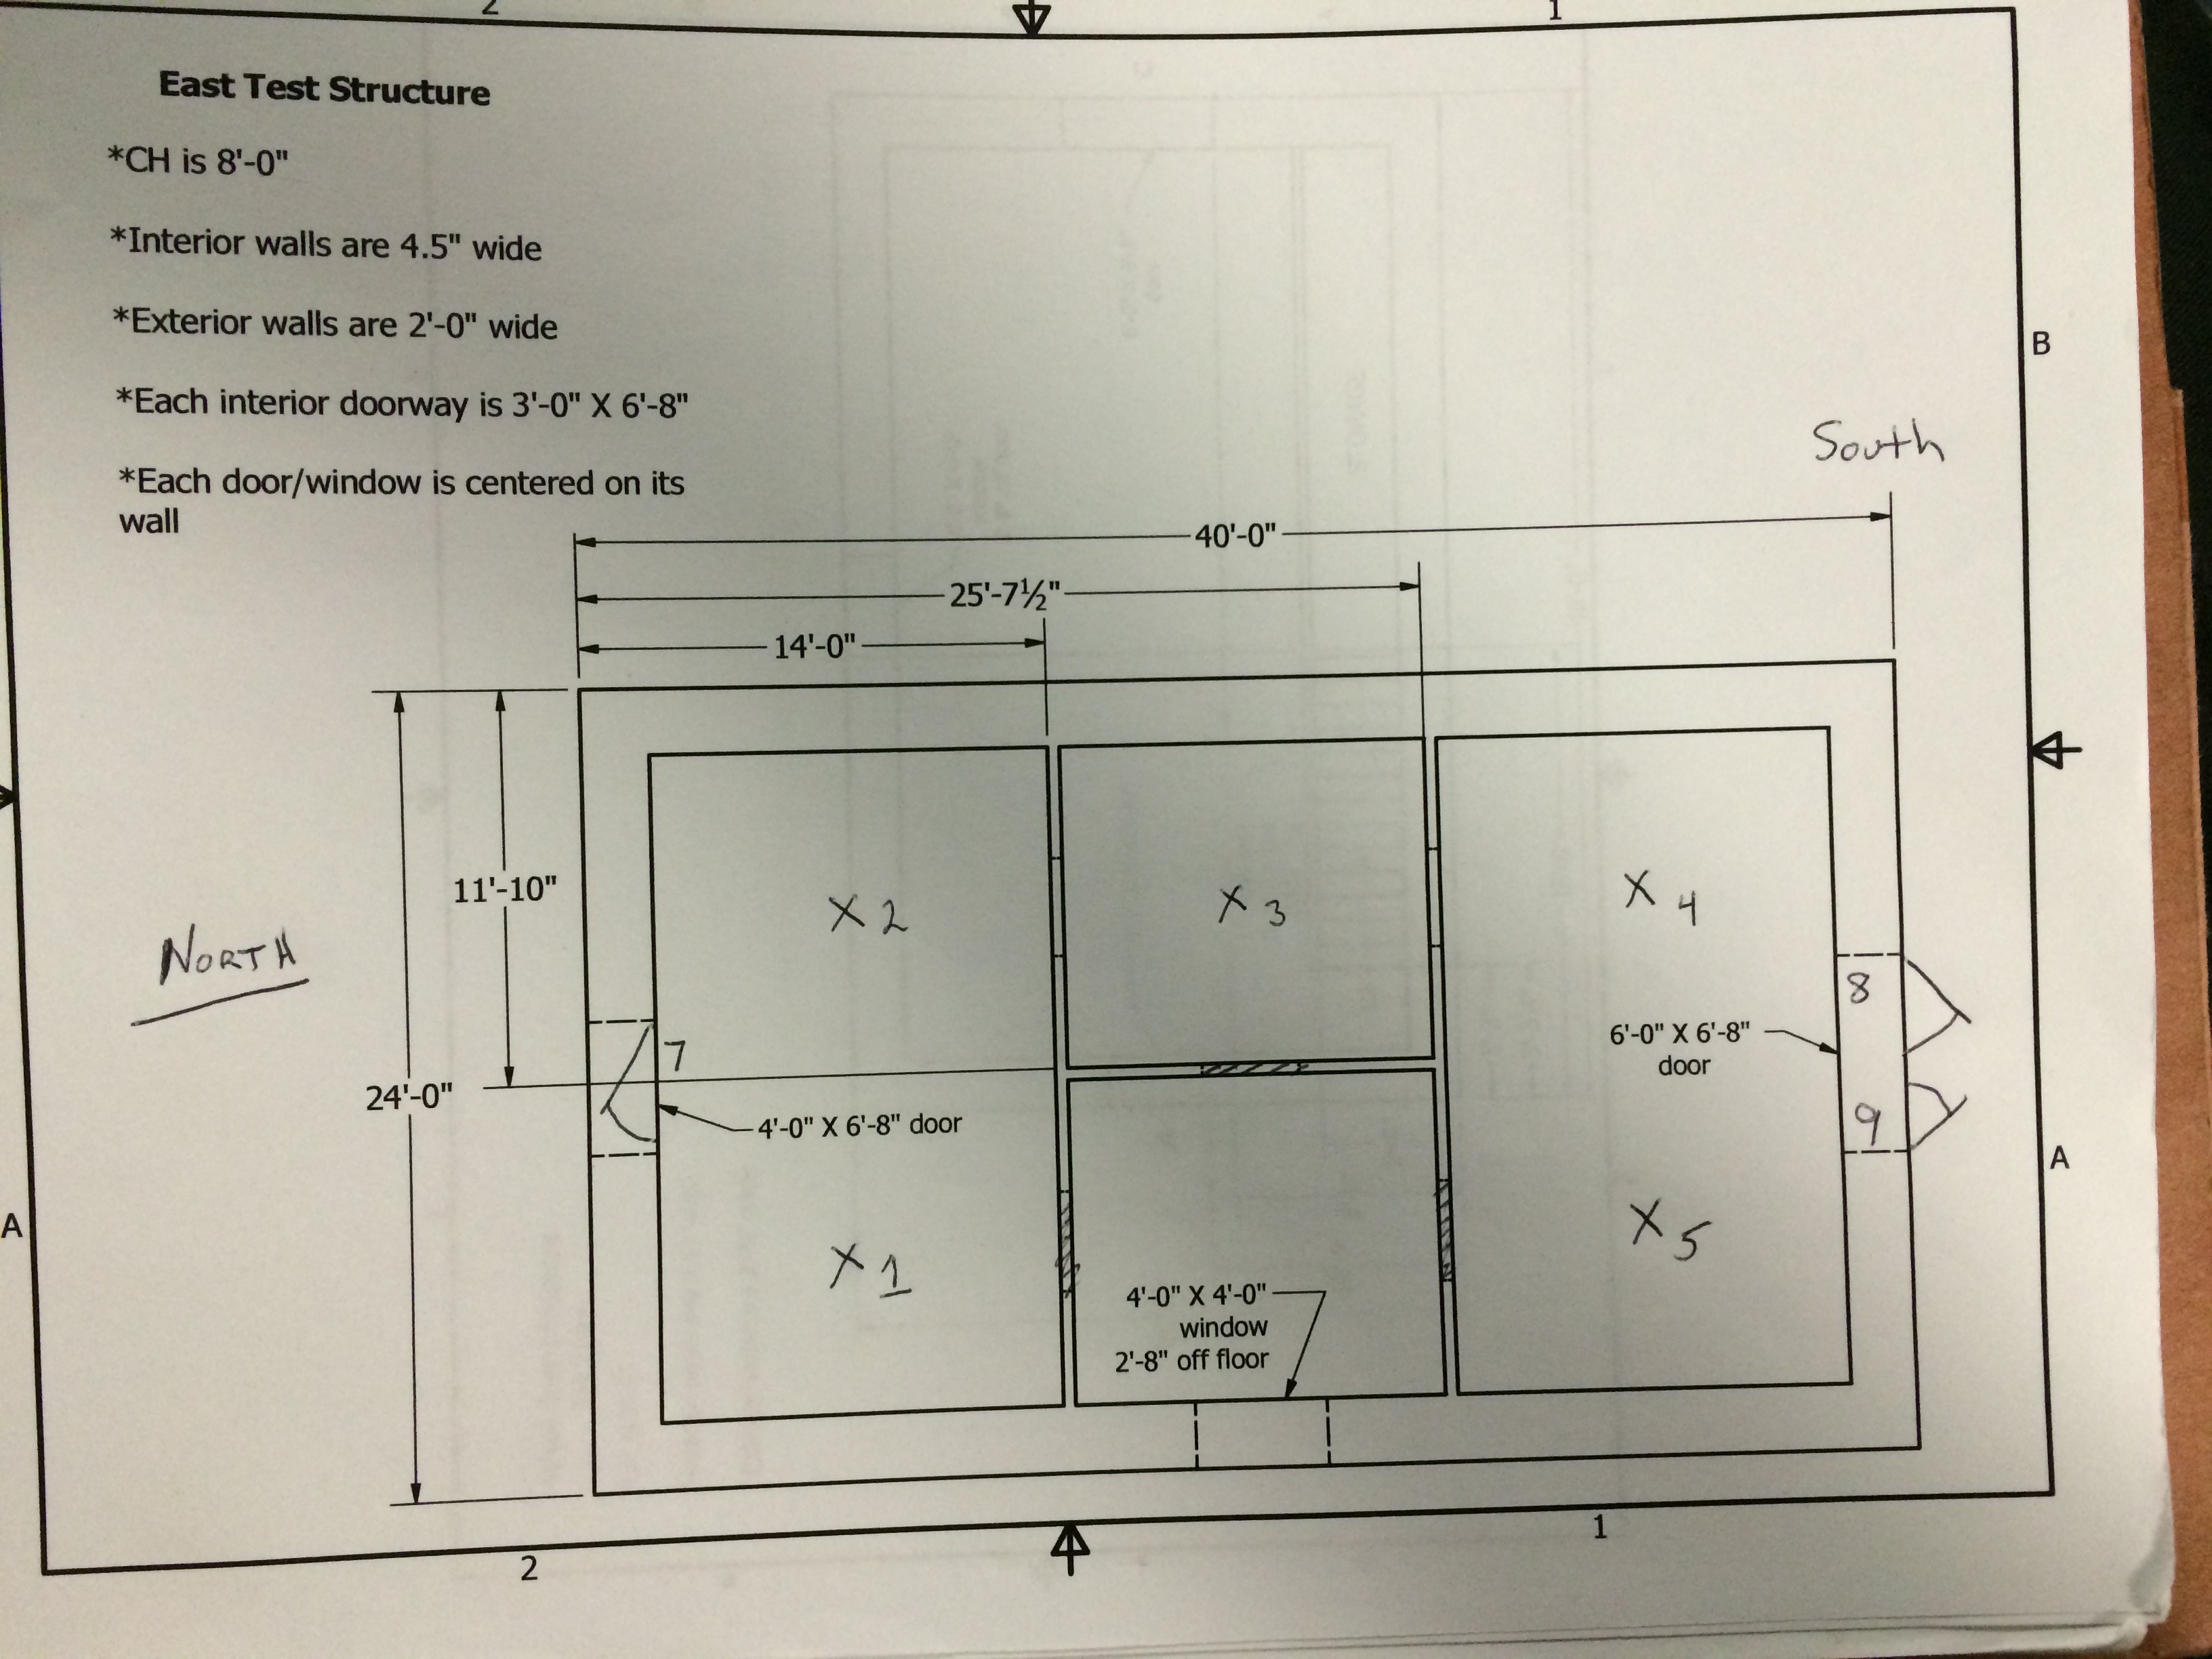 2
1
East Test Structure
*CH is 8'-0"
*Interior walls are 4.5" wide
*Exterior walls are 2'-0" wide
*Each interior doorway is 3'-0" X 6'-8"
*Each door/window is centered on its
wall
B
South
40'-0"
25'-7½"
14'-0"
11'-10"
24'-0"
NORTH
X 2
X 3
X 4
7
8
6'-0" X 6'-8"
door
4'-0" X 6'-8" door
9
X 1
X 5
4'-0" X 4'-0"
window
2'-8" off floor
A
A
2
1